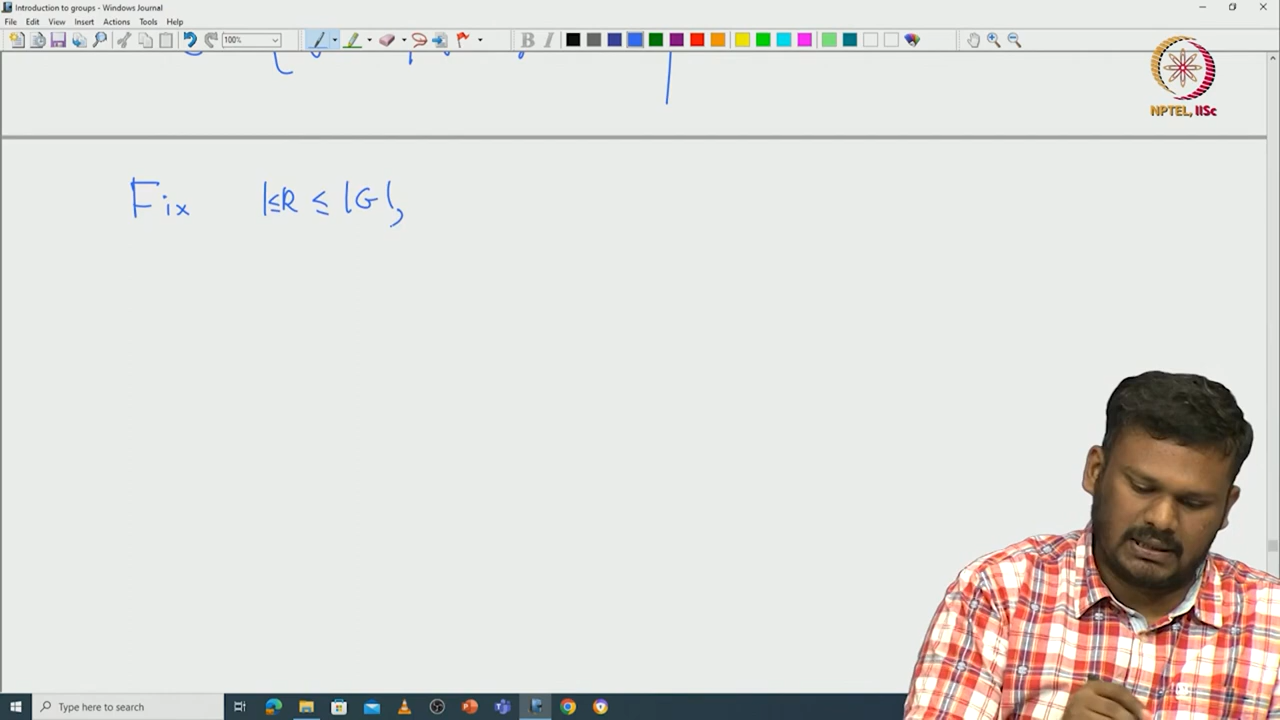 Introduction to groups - Windows Journal
File Edit View Insert Actions Tools Help
100%
B I
NPTEL, IISc
Fix 1≤k ≤ |G|,
Type here to search